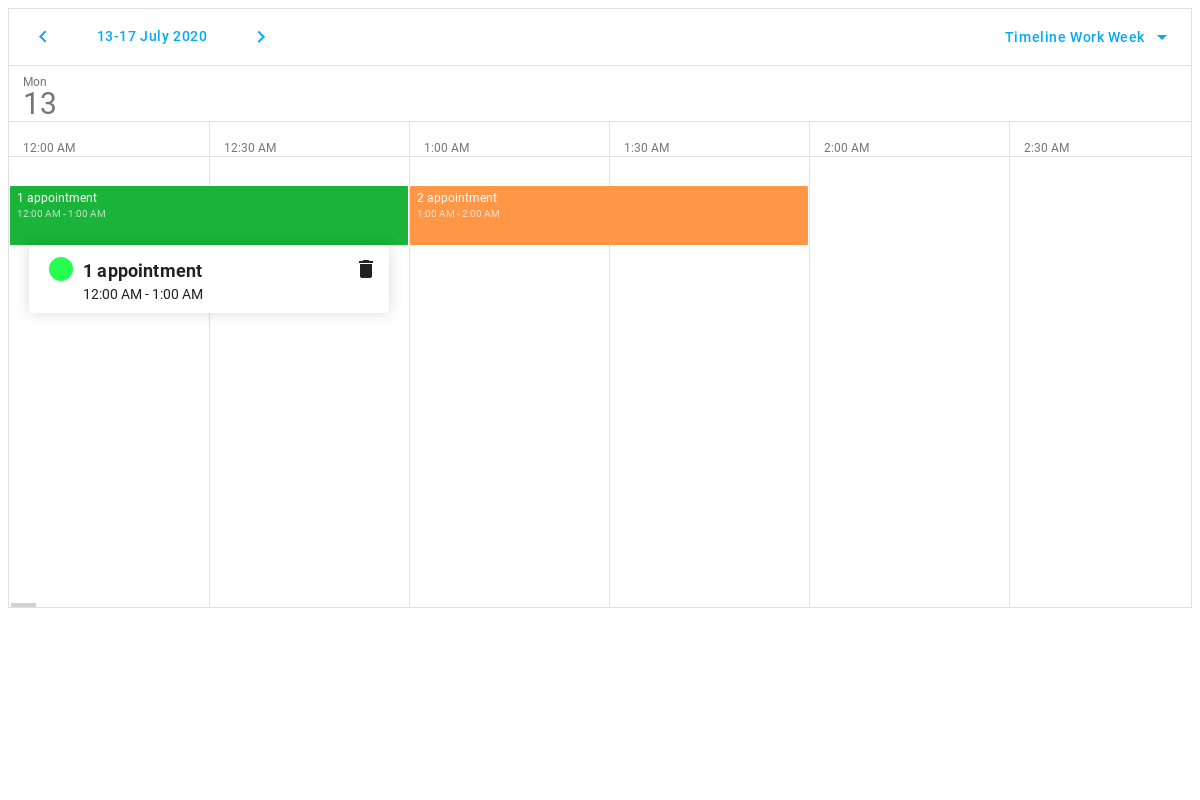 13-17 July 2020
Timeline Work Week
Mon
13
12:00 AM
12:30 AM
1:00 AM
1:30 AM
2:00 AM
2:30 AM
1 appointment
12:00 AM - 1:00 AM
2 appointment
1:00 AM - 2:00 AM
1 appointment
12:00 AM - 1:00 AM